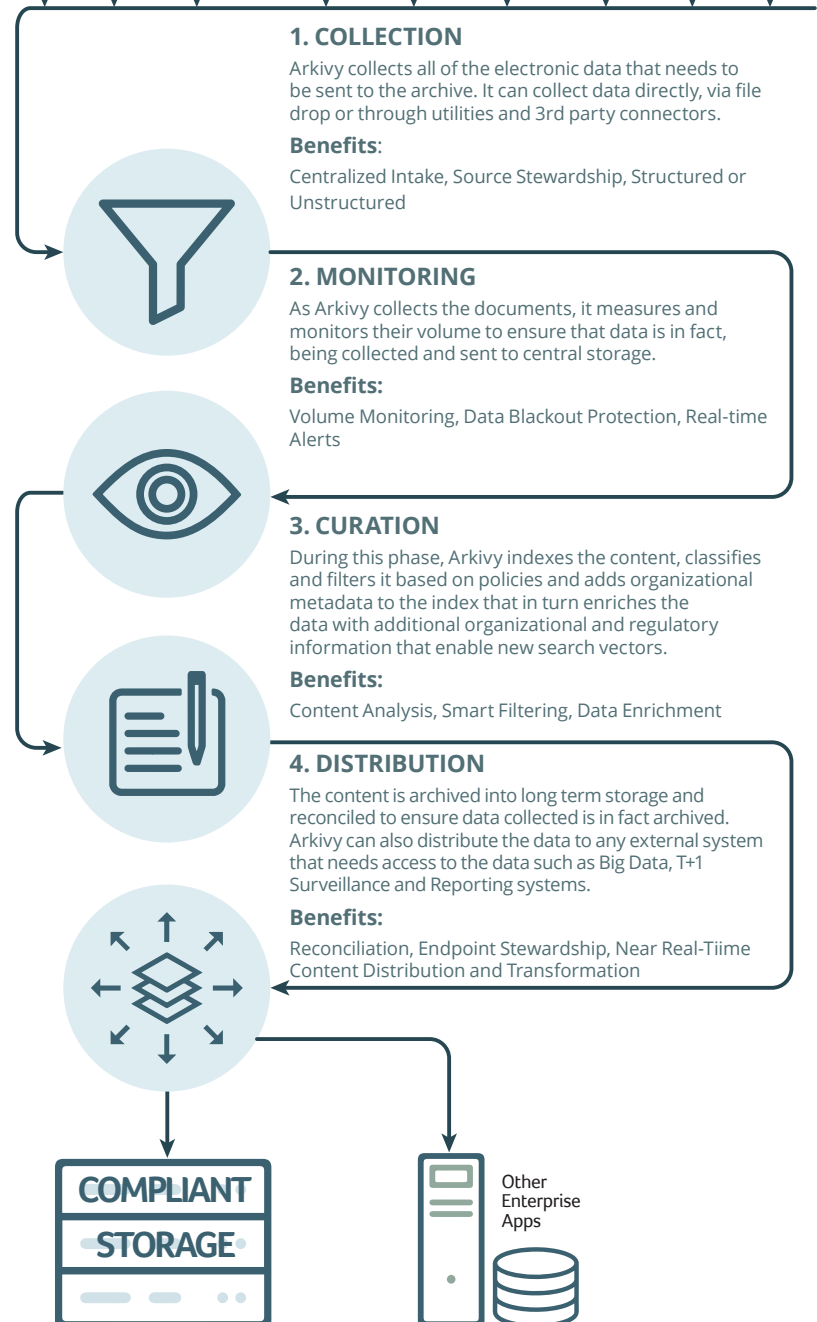 1. COLLECTION
Arkivy collects all of the electronic data that needs to
be sent to the archive. It can collect data directly, via file
drop or through utilities and 3rd party connectors.
Benefits:
Centralized Intake, Source Stewardship, Structured or
Unstructured
2. MONITORING
As Arkivy collects the documents, it measures and
monitors their volume to ensure that data is in fact,
being collected and sent to central storage.
Benefits:
Volume Monitoring, Data Blackout Protection, Real-time
Alerts
3. CURATION
During this phase, Arkivy indexes the content, classifies
and filters it based on policies and adds organizational
metadata to the index that in turn enriches the
data with additional organizational and regulatory
information that enable new search vectors.
Benefits:
Content Analysis, Smart Filtering, Data Enrichment
4. DISTRIBUTION
The content is archived into long term storage and
reconciled to ensure data collected is in fact archived.
Arkivy can also distribute the data to any external system
that needs access to the data such as Big Data, T+1
Surveillance and Reporting systems.
Benefits:
Reconciliation, Endpoint Stewardship, Near Real-Tiime
Content Distribution and Transformation
COMPLIANT
STORAGE
Other
Enterprise
Apps